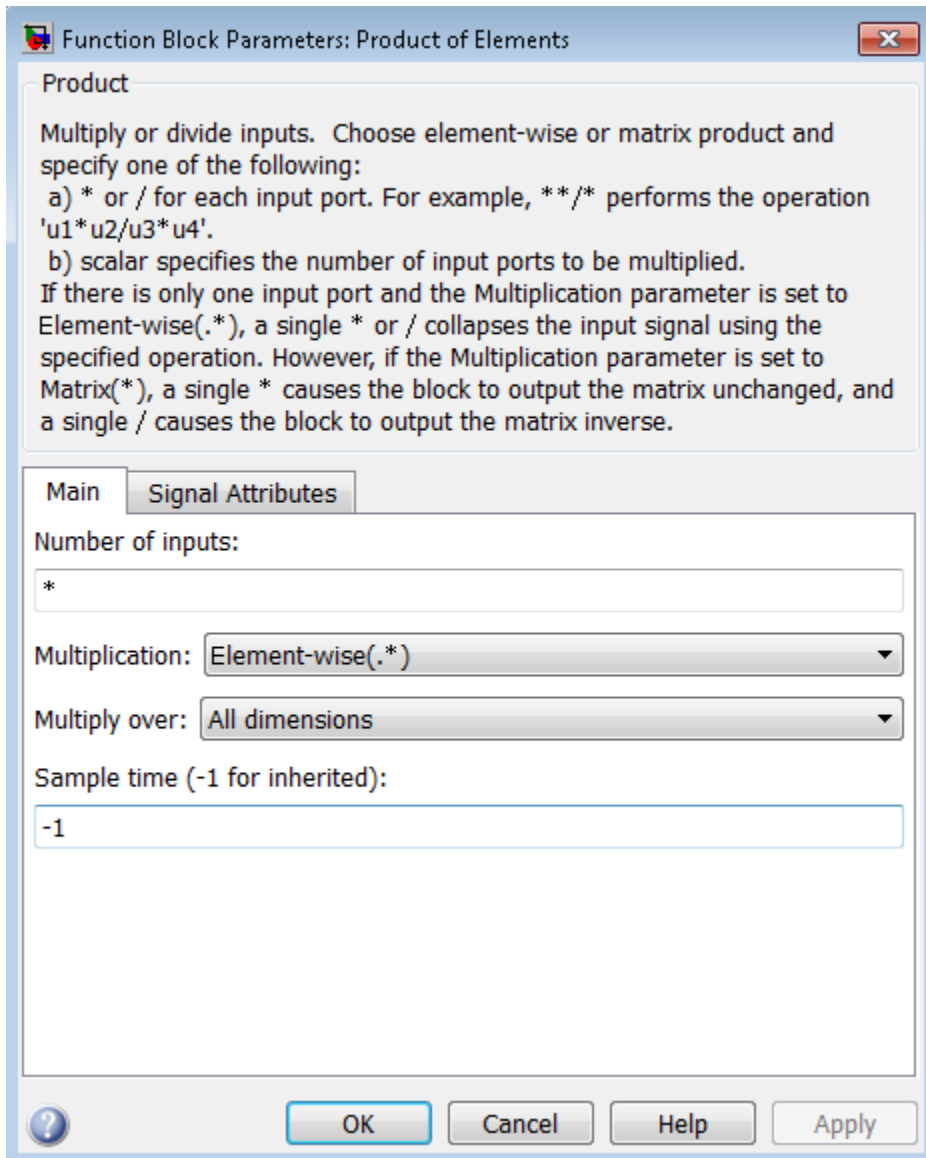 Function Block Parameters: Product of Elements
Product
Multiply or divide inputs.  Choose element-wise or matrix product and
specify one of the following:
a) * or / for each input port. For example, **/* performs the operation
'u1*u2/u3*u4'.
b) scalar specifies the number of input ports to be multiplied.
If there is only one input port and the Multiplication parameter is set to
Element-wise(.*), a single * or / collapses the input signal using the
specified operation. However, if the Multiplication parameter is set to
Matrix(*), a single * causes the block to output the matrix unchanged, and
a single / causes the block to output the matrix inverse.
Main Signal Attributes
Number of inputs:
*
Multiplication: Element-wise(.*)
Multiply over: All dimensions
Sample time (-1 for inherited):
-1
? OK Cancel Help Apply